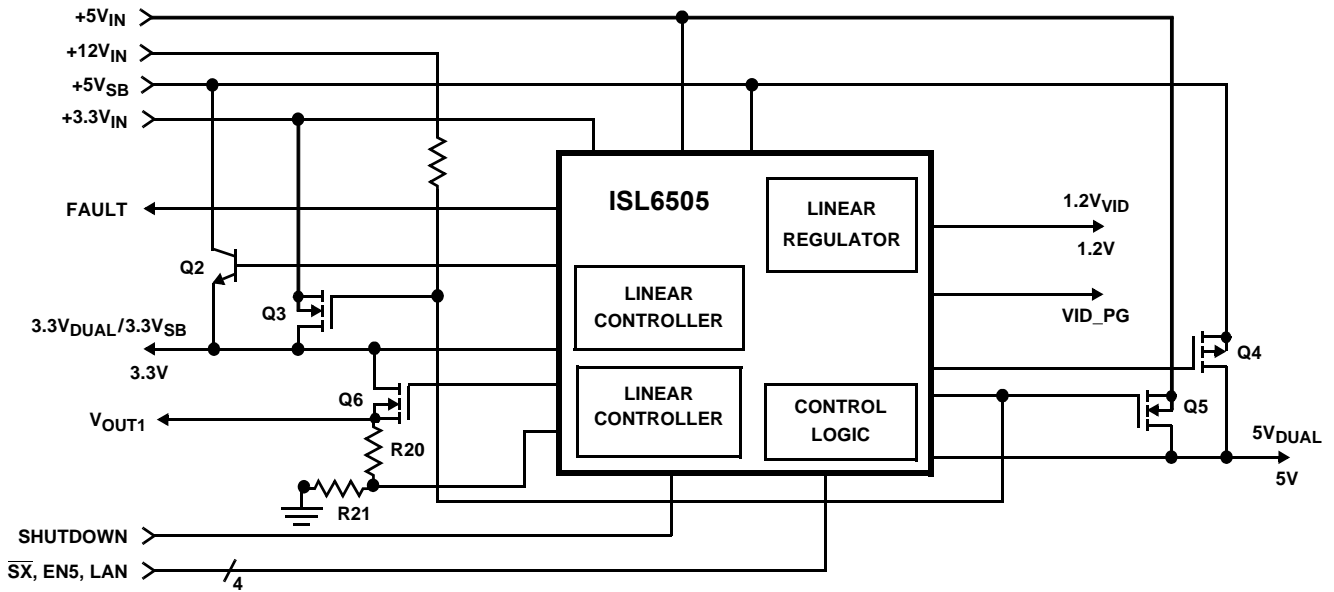 +5VIN
+12VIN
+5VSB
+3.3VIN
FAULT
Q2
Q3
3.3VDUAL/3.3VSB
3.3V
Q6
VOUT1
R20
R21
SHUTDOWN
S̅X̅, EN5, LAN
4
ISL6505
LINEAR
REGULATOR
LINEAR
CONTROLLER
LINEAR
CONTROLLER
CONTROL
LOGIC
1.2VVID
1.2V
VID_PG
Q4
Q5
5VDUAL
5V